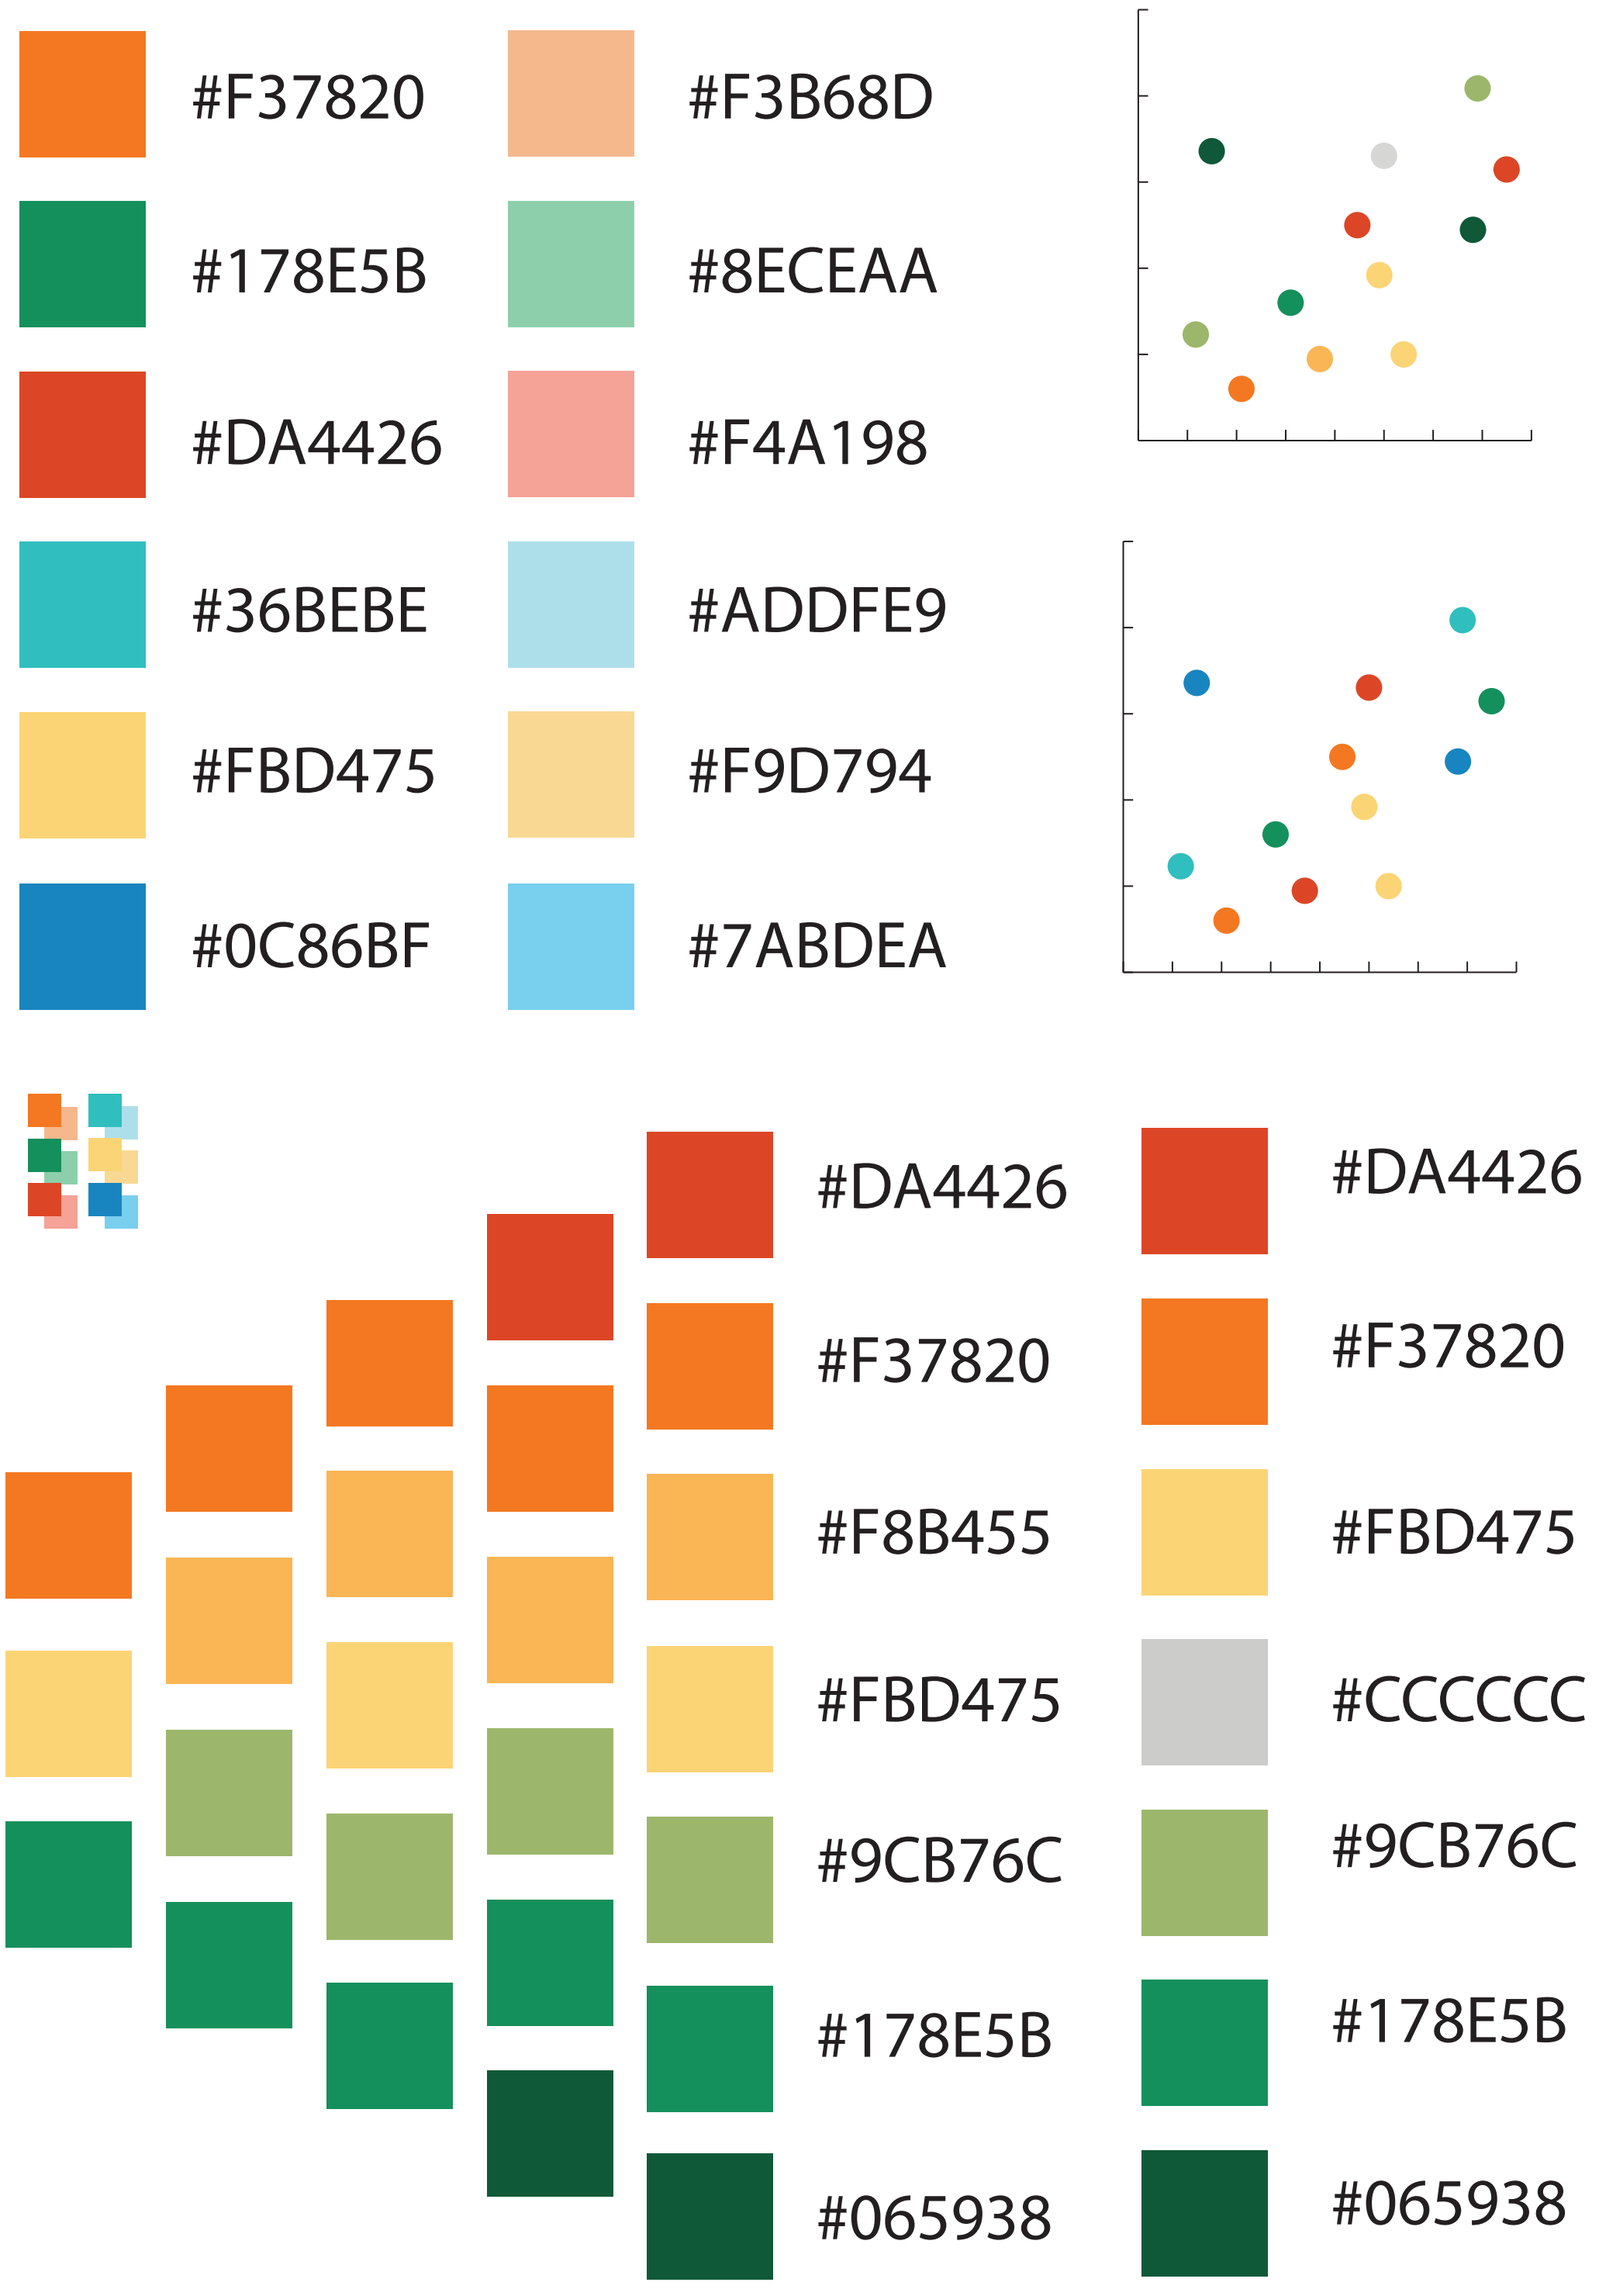 #F37820
#F3B68D
#178E5B
#8ECEAA
#DA4426
#F4A198
#36BEBE
#ADDFE9
#FBD475
#F9D794
#0C86BF
#7ABDEA
#DA4426
#F37820
#F8B455
#FBD475
#9CB76C
#178E5B
#065938
#DA4426
#F37820
#FBD475
#CCCCCC
#9CB76C
#178E5B
#065938